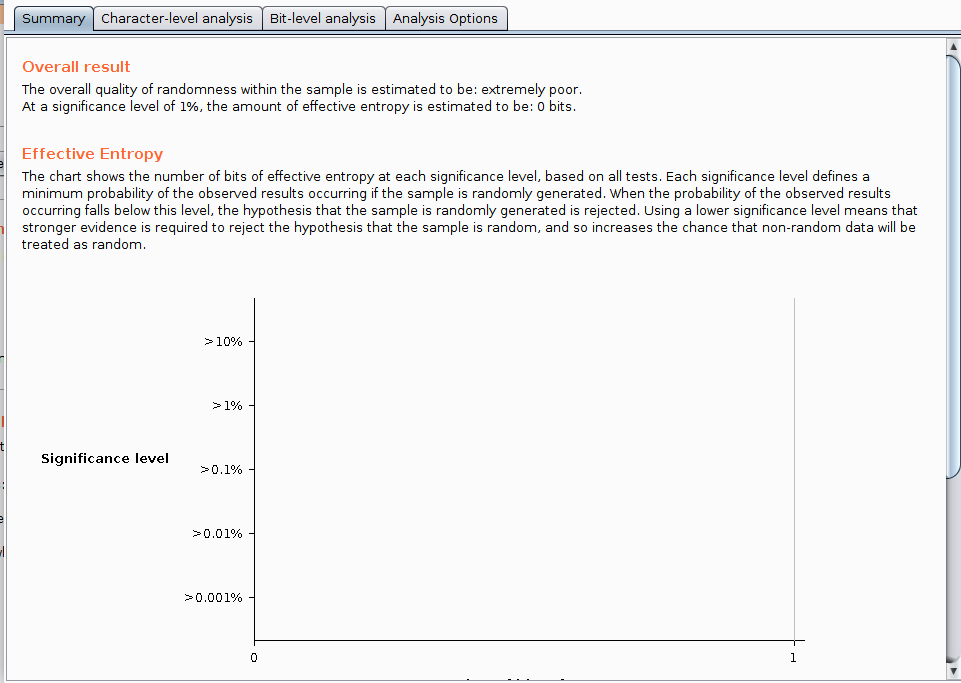 Summary
Character-level analysis
Bit-level analysis
Analysis Options
Overall result
The overall quality of randomness within the sample is estimated to be: extremely poor.
At a significance level of 1%, the amount of effective entropy is estimated to be: 0 bits.
Effective Entropy
The chart shows the number of bits of effective entropy at each significance level, based on all tests. Each significance level defines a
minimum probability of the observed results occurring if the sample is randomly generated. When the probability of the observed results
occurring falls below this level, the hypothesis that the sample is randomly generated is rejected. Using a lower significance level means that
stronger evidence is required to reject the hypothesis that the sample is random, and so increases the chance that non-random data will be
treated as random.
>10%
>1%
Significance level
>0.1%
>0.01%
>0.001%
0
1